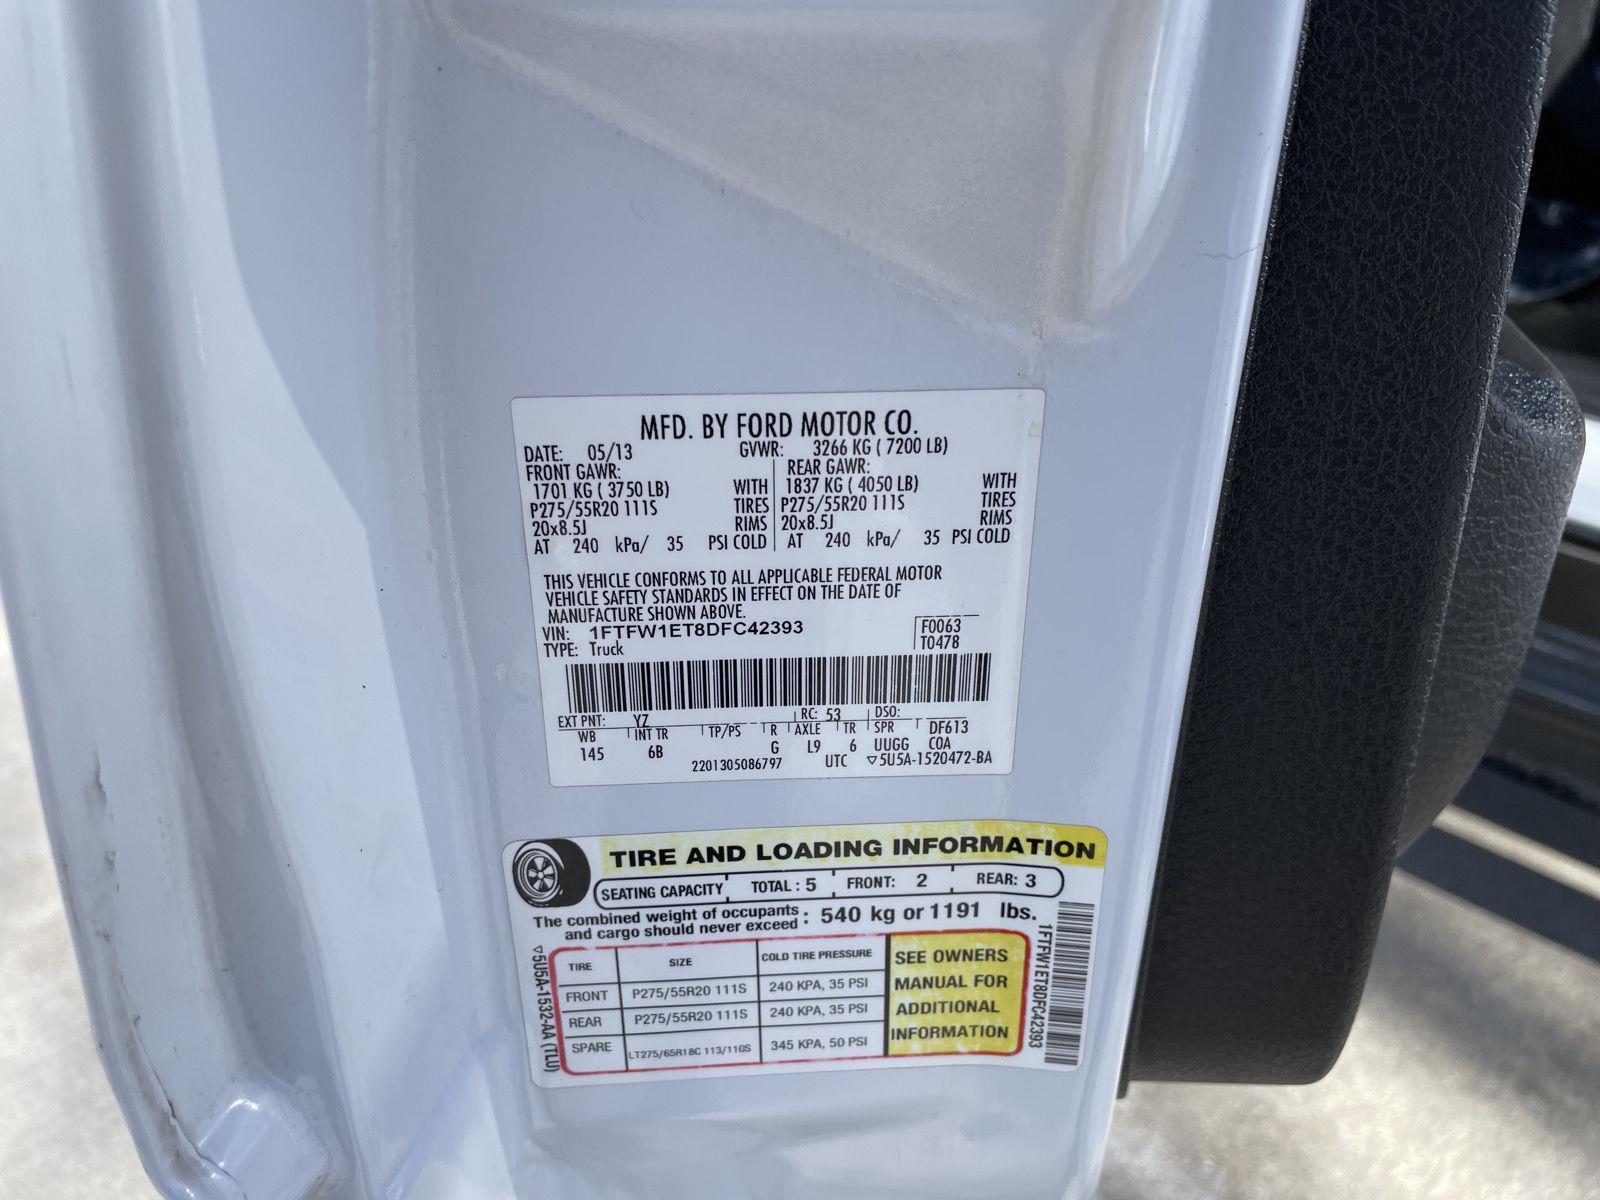 MFD. BY FORD MOTOR CO.
DATE: 05/13 GVWR: 3266 KG ( 7200 LB)
FRONT GAWR: REAR GAWR:
1701 KG ( 3750 LB) WITH 1837 KG ( 4050 LB) WITH
P275/55R20 111S TIRES P275/55R20 111S TIRES
20x8.5J RIMS 20x8.5J RIMS
AT 240 kPa/ 35 PSI COLD AT 240 kPa/ 35 PSI COLD
THIS VEHICLE CONFORMS TO ALL APPLICABLE FEDERAL MOTOR
VEHICLE SAFETY STANDARDS IN EFFECT ON THE DATE OF
MANUFACTURE SHOWN ABOVE.
VIN: 1FTFW1ET8DFC42393 F0063
TYPE: Truck T0478
EXT PNT: YZ RC: 53 DSO:
WB INT TR TP/PS R AXLE TR SPR DF613
145 6B G L9 6 UUGG COA
2201305086797 UTC ▽5U5A-1520472-BA
TIRE AND LOADING INFORMATION
SEATING CAPACITY TOTAL : 5 FRONT: 2 REAR: 3
The combined weight of occupants
and cargo should never exceed : 540 kg or 1191 lbs.
TIRE SIZE COLD TIRE PRESSURE
FRONT P275/55R20 111S 240 KPA, 35 PSI
REAR P275/55R20 111S 240 KPA, 35 PSI
SPARE LT275/65R18C 113/110S 345 KPA, 50 PSI
SEE OWNERS
MANUAL FOR
ADDITIONAL
INFORMATION
▽5U5A-1532-AA (TLU)
1FTFW1ET8DFC42393